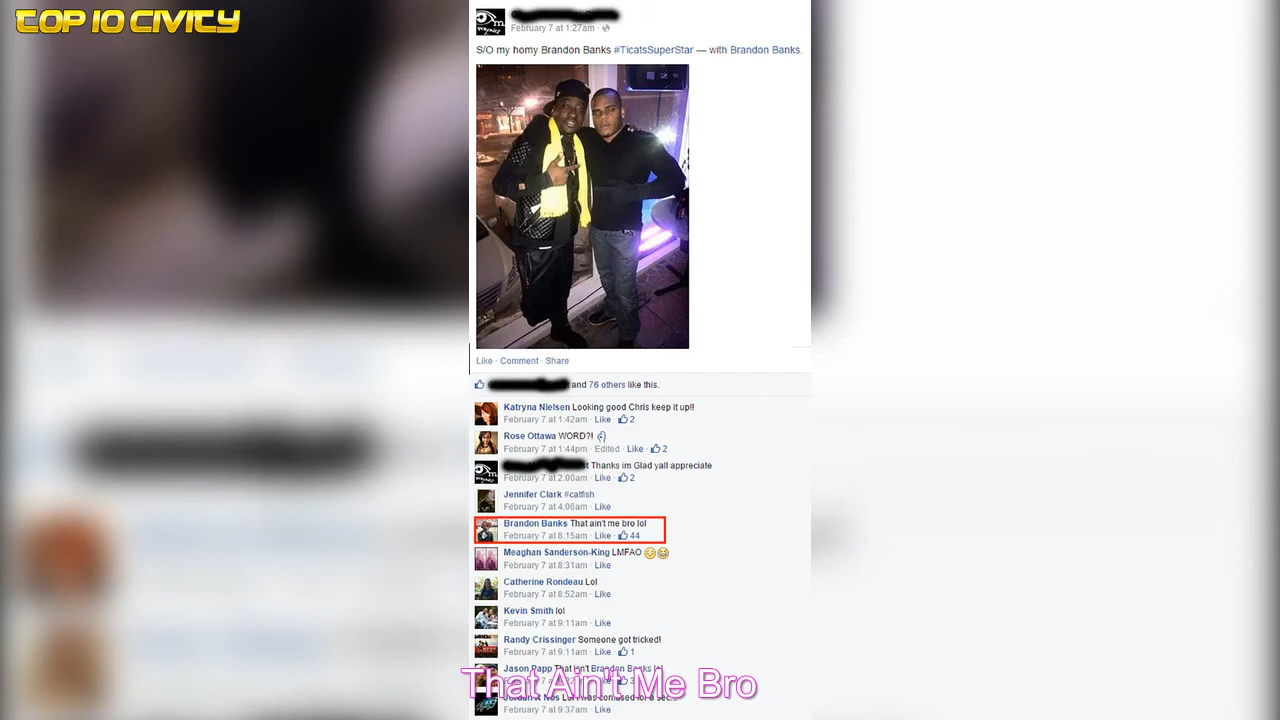 TOP 10 CIVITY
February 7 at 1:27am ·
S/O my homy Brandon Banks #TicatsSuperStar — with Brandon Banks.
Like · Comment · Share
and 76 others like this.
Katryna Nielsen Looking good Chris keep it up!!
February 7 at 1:42am · Like · 2
Rose Ottawa WORD?!
February 7 at 1:44pm · Edited · Like · 2
t Thanks im Glad yall appreciate
February 7 at 2:00am · Like · 2
Jennifer Clark #catfish
February 7 at 4:06am · Like
Brandon Banks That ain't me bro lol
February 7 at 8:15am · Like · 44
Meaghan Sanderson-King LMFAO
February 7 at 8:31am · Like
Catherine Rondeau Lol
February 7 at 8:52am · Like
Kevin Smith lol
February 7 at 9:11am · Like
Randy Crissinger Someone got tricked!
February 7 at 9:11am · Like · 1
Jason Papp That isn't Brandon Banks lol
That Ain't Me Bro
February 7 at 9:37am · Like